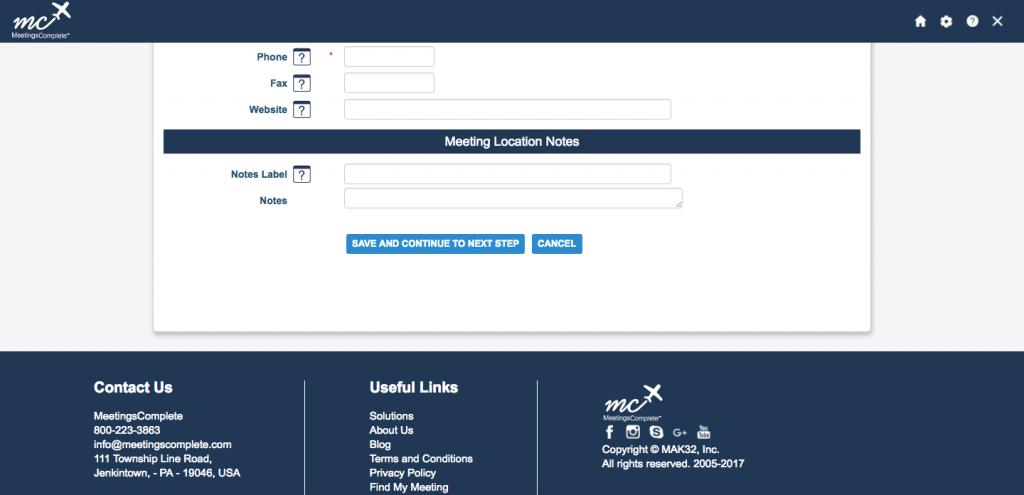 mc
MeetingsComplete™
Phone ? *
Fax ?
Website ?
Meeting Location Notes
Notes Label ?
Notes
SAVE AND CONTINUE TO NEXT STEP CANCEL
Contact Us
MeetingsComplete
800-223-3863
info@meetingscomplete.com
111 Township Line Road,
Jenkintown, - PA - 19046, USA
Useful Links
Solutions
About Us
Blog
Terms and Conditions
Privacy Policy
Find My Meeting
mc
MeetingsComplete™
f G+ You Tube
Copyright © MAK32, Inc.
All rights reserved. 2005-2017